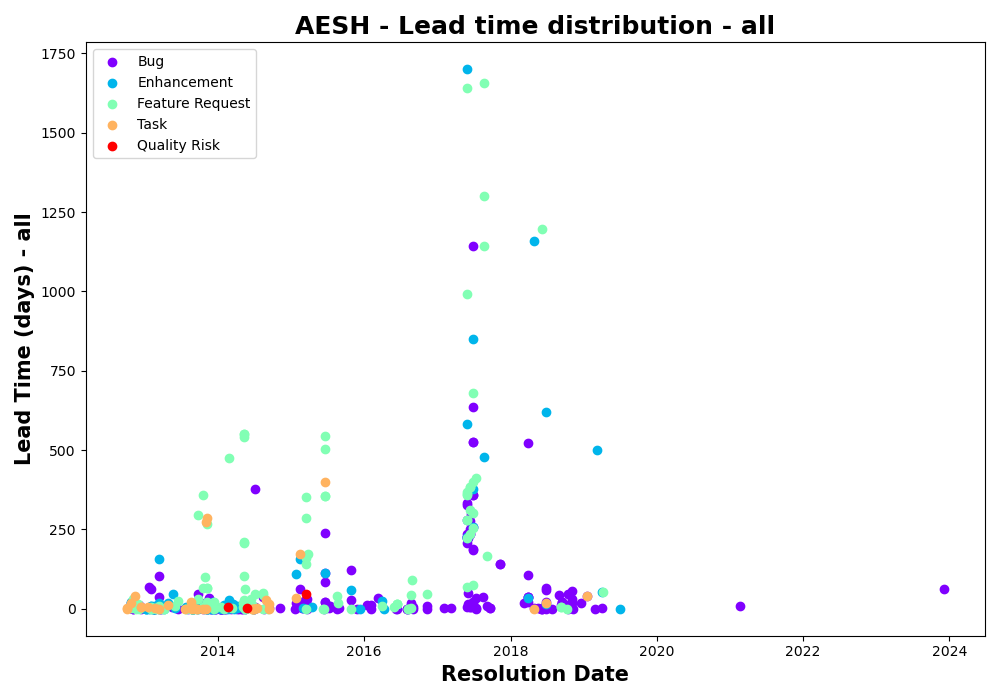 AESH - Lead time distribution - all
Bug
Enhancement
Feature Request
Task
Quality Risk
Lead Time (days) - all
1750
1500
1250
1000
750
500
250
0
2014
2016
2018
2020
2022
2024
Resolution Date